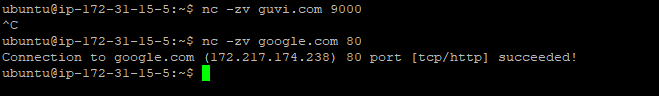 ubuntu@ip-172-31-15-5:~$ nc -zv guvi.com 9000
^C
ubuntu@ip-172-31-15-5:~$ nc -zv google.com 80
Connection to google.com (172.217.174.238) 80 port [tcp/http] succeeded!
ubuntu@ip-172-31-15-5:~$